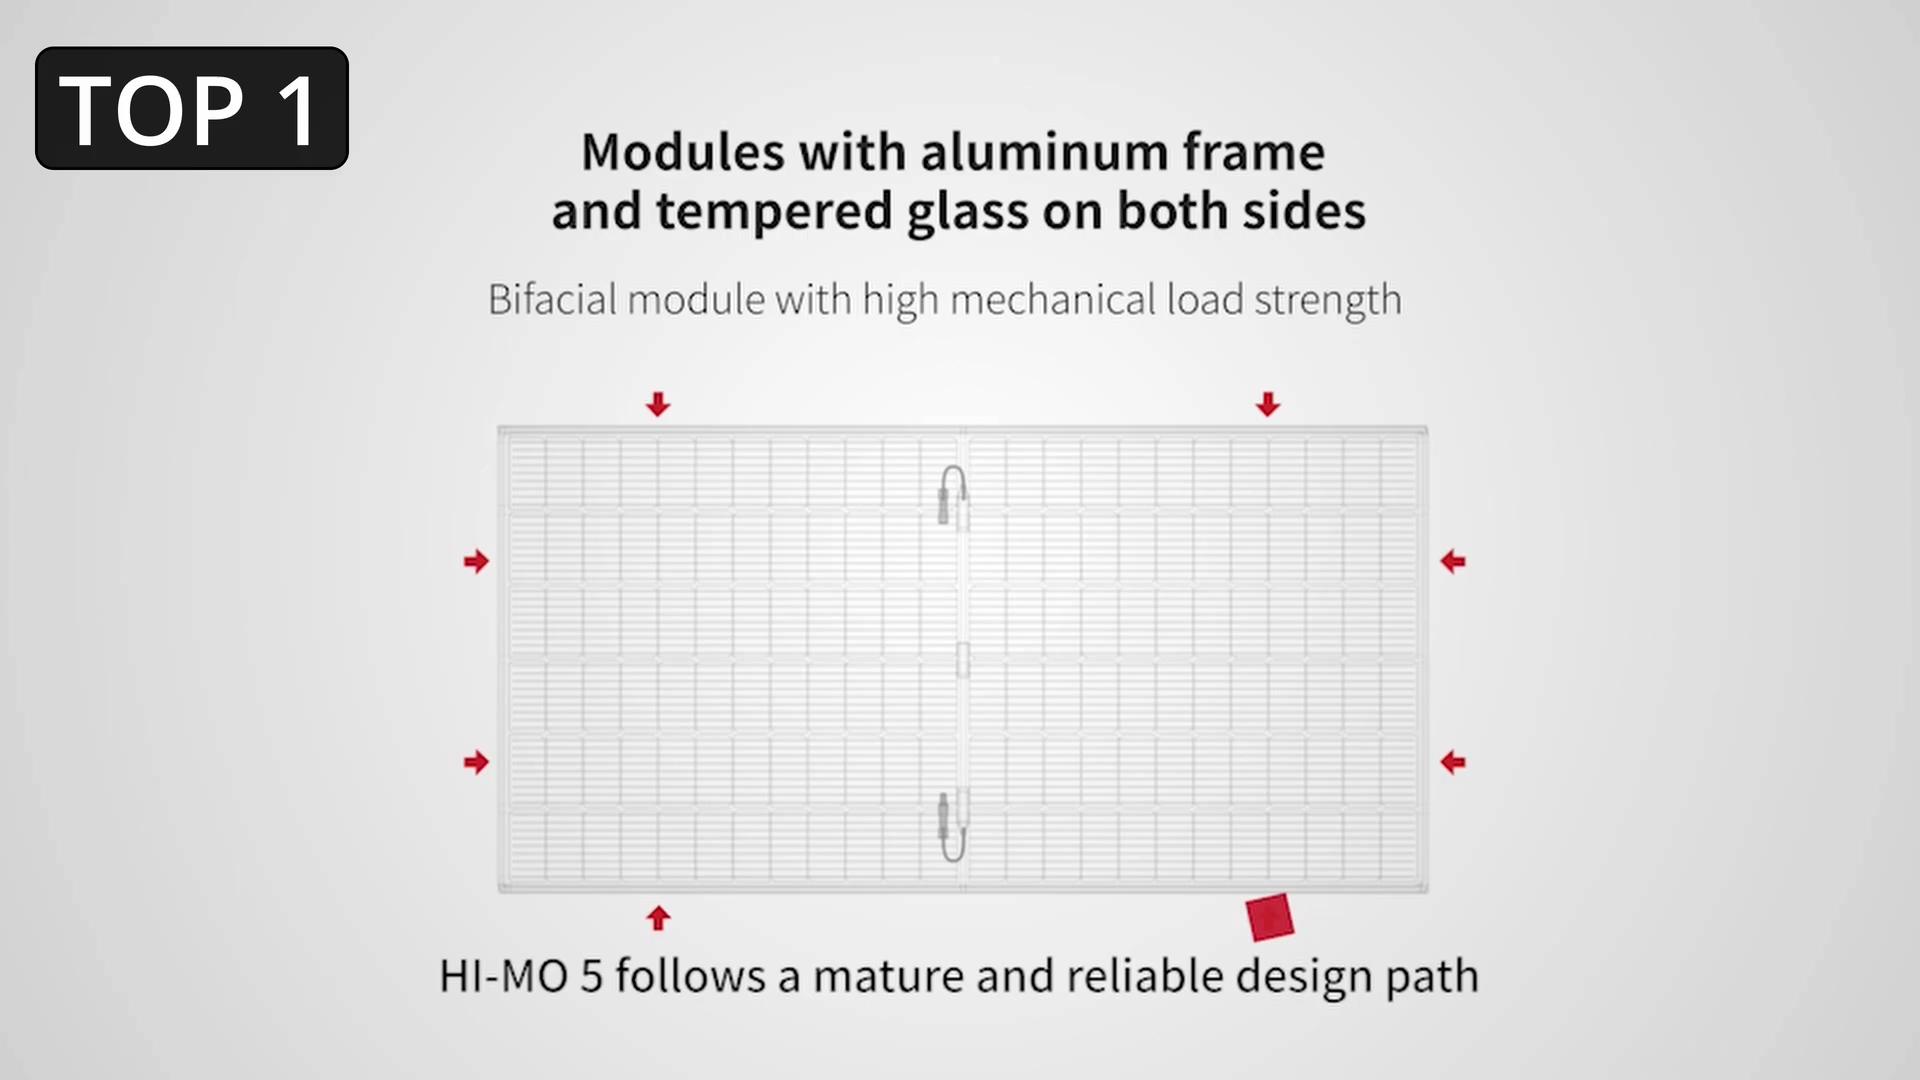 TOP 1
Modules with aluminum frame
and tempered glass on both sides
Bifacial module with high mechanical load strength
HI-MO 5 follows a mature and reliable design path